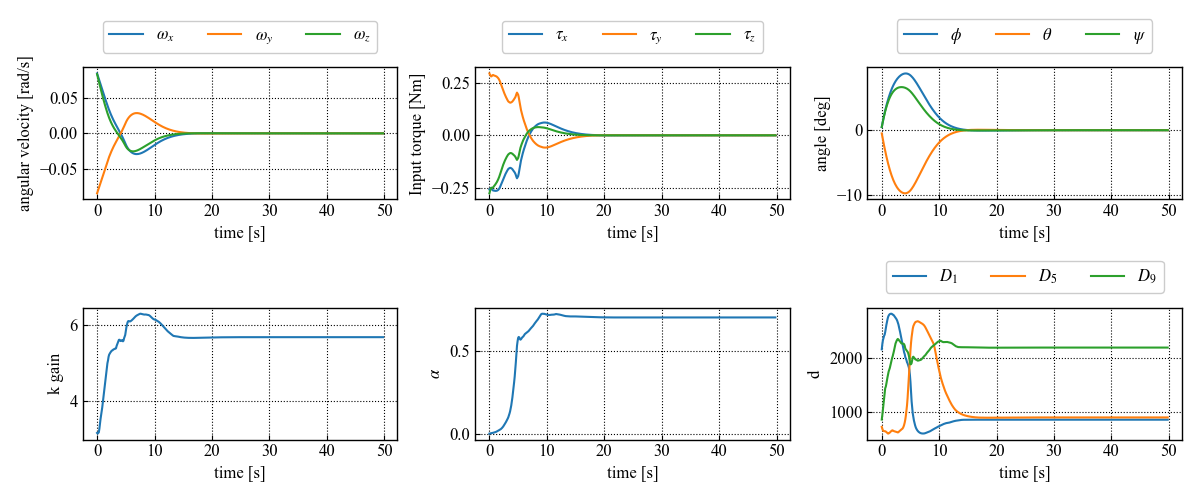 ωx ωy ωz
angular velocity [rad/s]
0.05
0.00
−0.05
0 10 20 30 40 50
time [s]
τx τy τz
Input torque [Nm]
0.25
0.00
−0.25
0 10 20 30 40 50
time [s]
ϕ θ ψ
angle [deg]
0
−10
0 10 20 30 40 50
time [s]
k gain
6
4
0 10 20 30 40 50
time [s]
α
0.5
0.0
0 10 20 30 40 50
time [s]
D1 D5 D9
d
2000
1000
0 10 20 30 40 50
time [s]